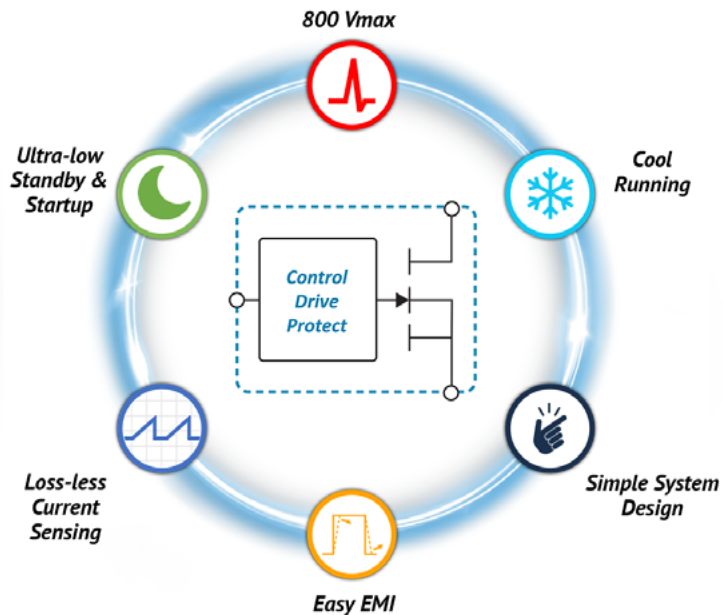 800 Vmax
Ultra-low
Standby &
Startup
Cool
Running
Control
Drive
Protect
Loss-less
Current
Sensing
Simple System
Design
Easy EMI